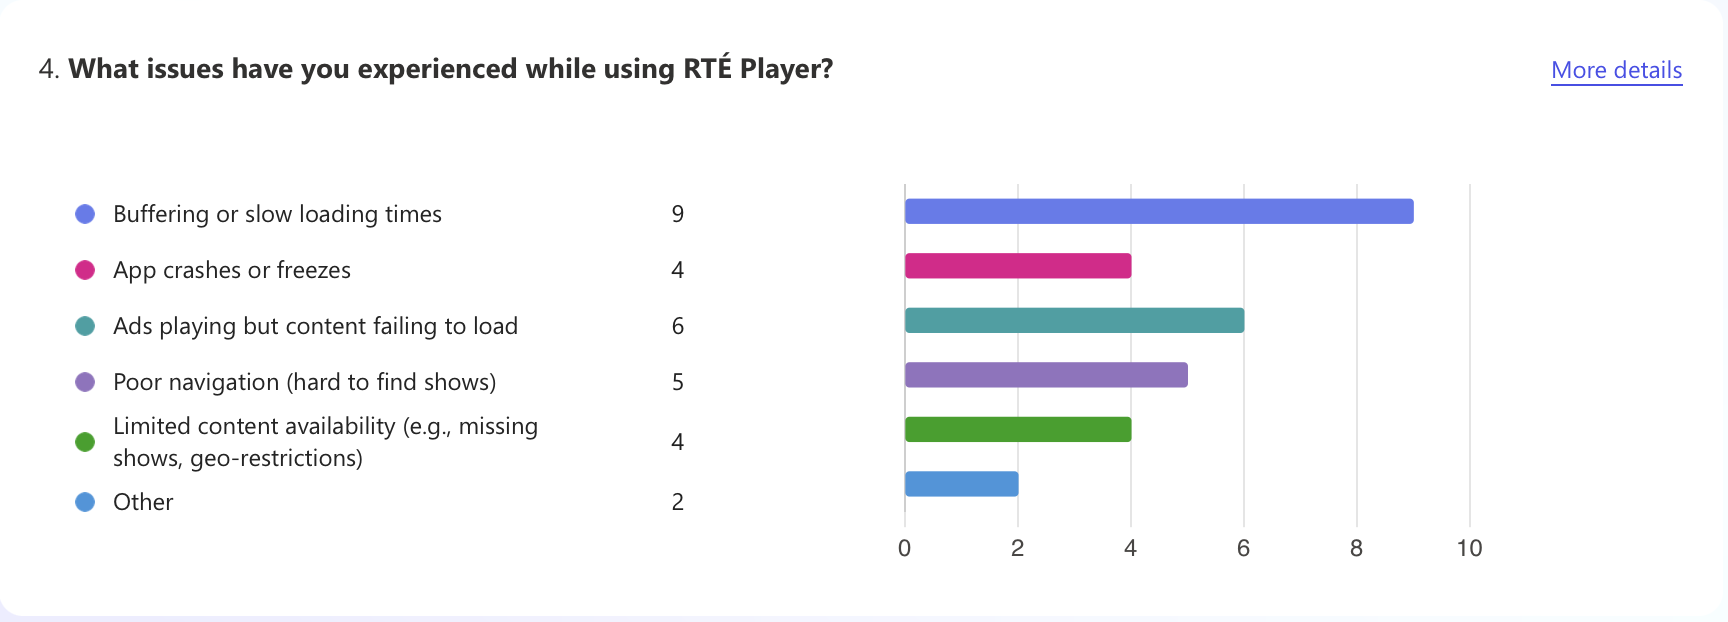 4. What issues have you experienced while using RTÉ Player?
More details
Buffering or slow loading times 9
App crashes or freezes 4
Ads playing but content failing to load 6
Poor navigation (hard to find shows) 5
Limited content availability (e.g., missing
shows, geo-restrictions) 4
Other 2
0 2 4 6 8 10